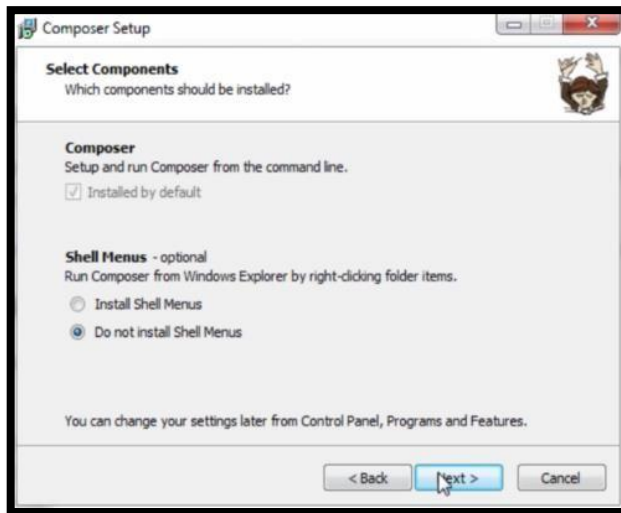 Composer Setup
Select Components
Which components should be installed?
Composer
Setup and run Composer from the command line.
Installed by default
Shell Menus - optional
Run Composer from Windows Explorer by right-clicking folder items.
Install Shell Menus
Do not install Shell Menus
You can change your settings later from Control Panel, Programs and Features.
< Back Next > Cancel